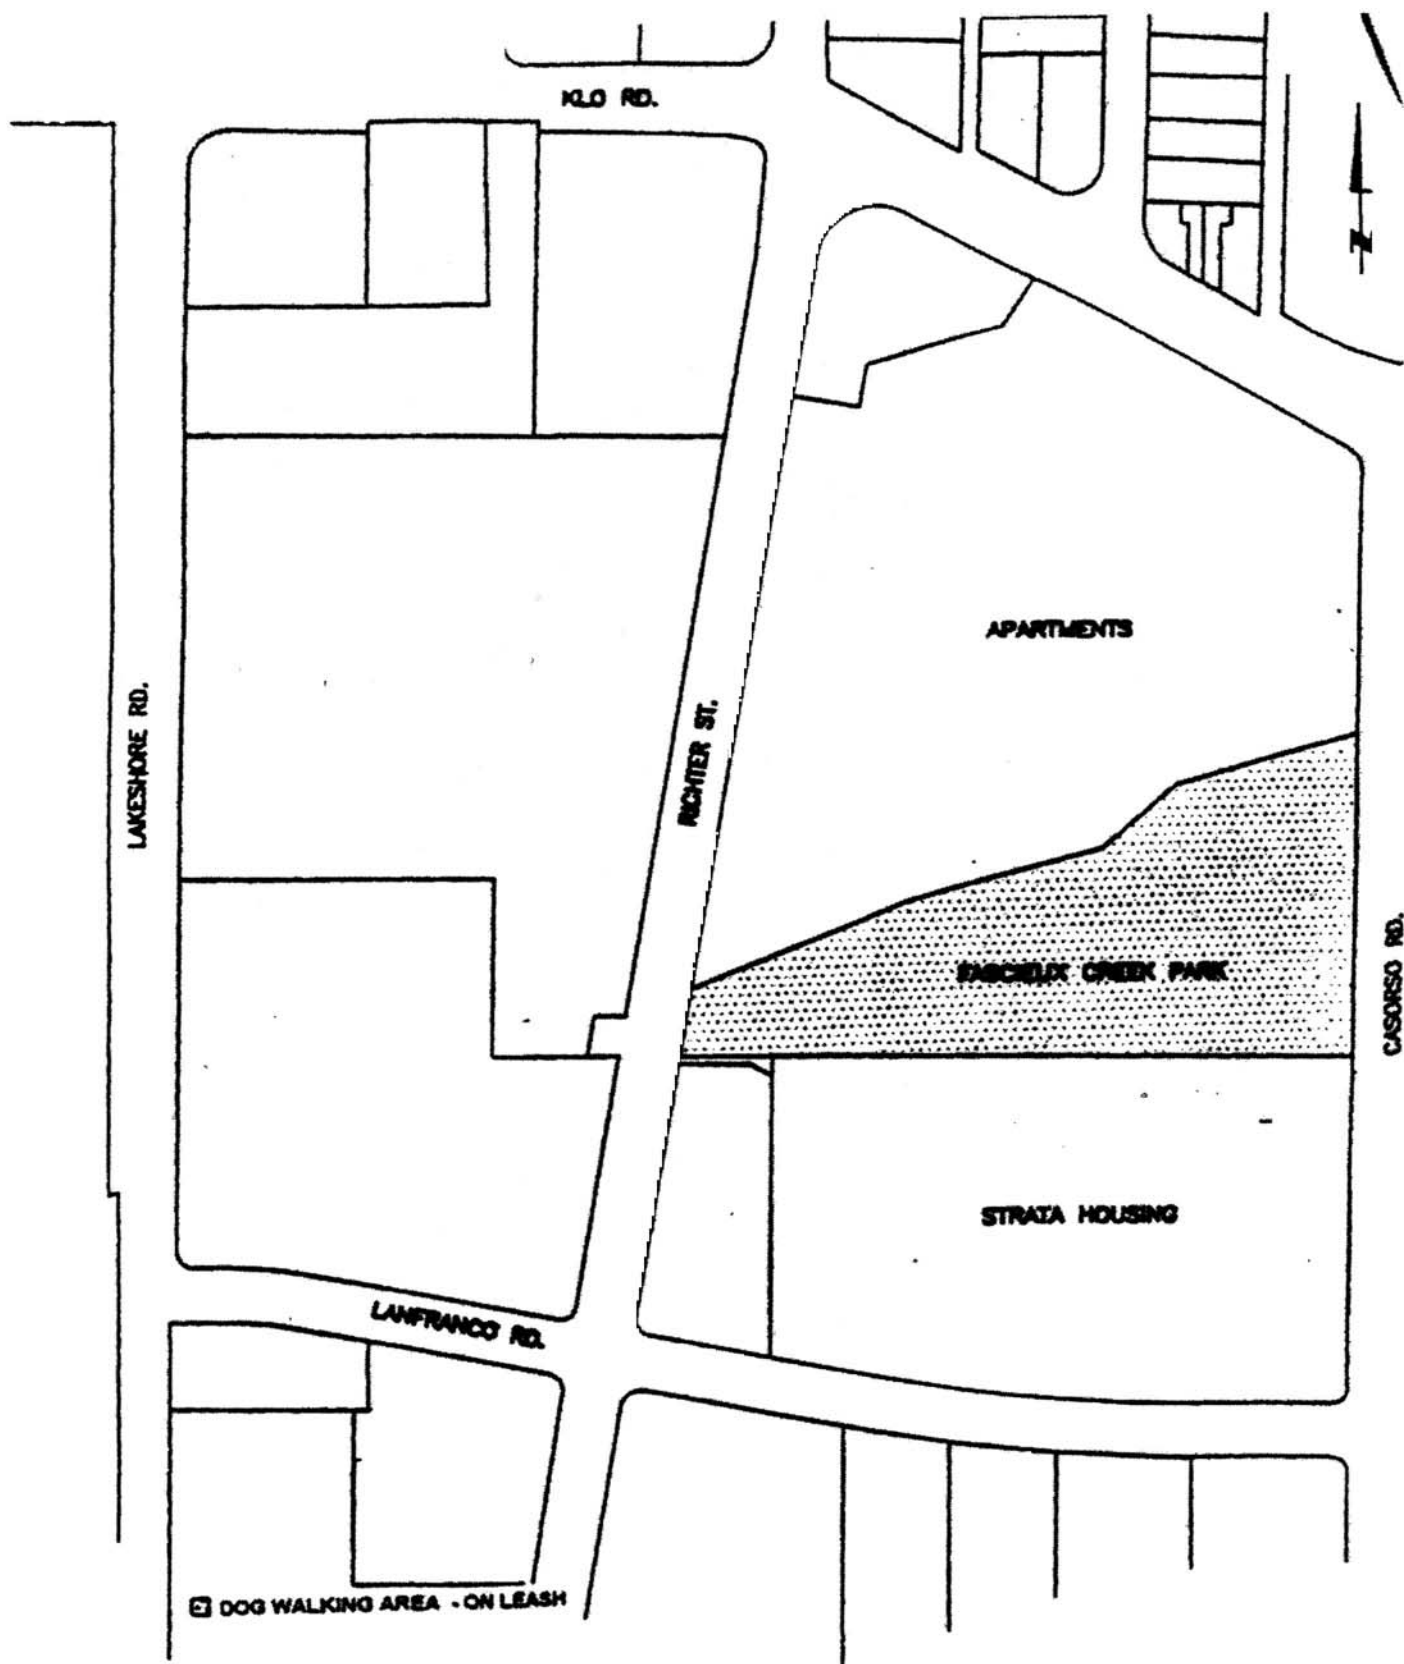 KLO RD.
N
APARTMENTS
LAKESHORE RD.
RICHTER ST.
FASCIEUX CREEK PARK
CASORSO RD.
STRATA HOUSING
LANFRANCO RD.
DOG WALKING AREA - ON LEASH